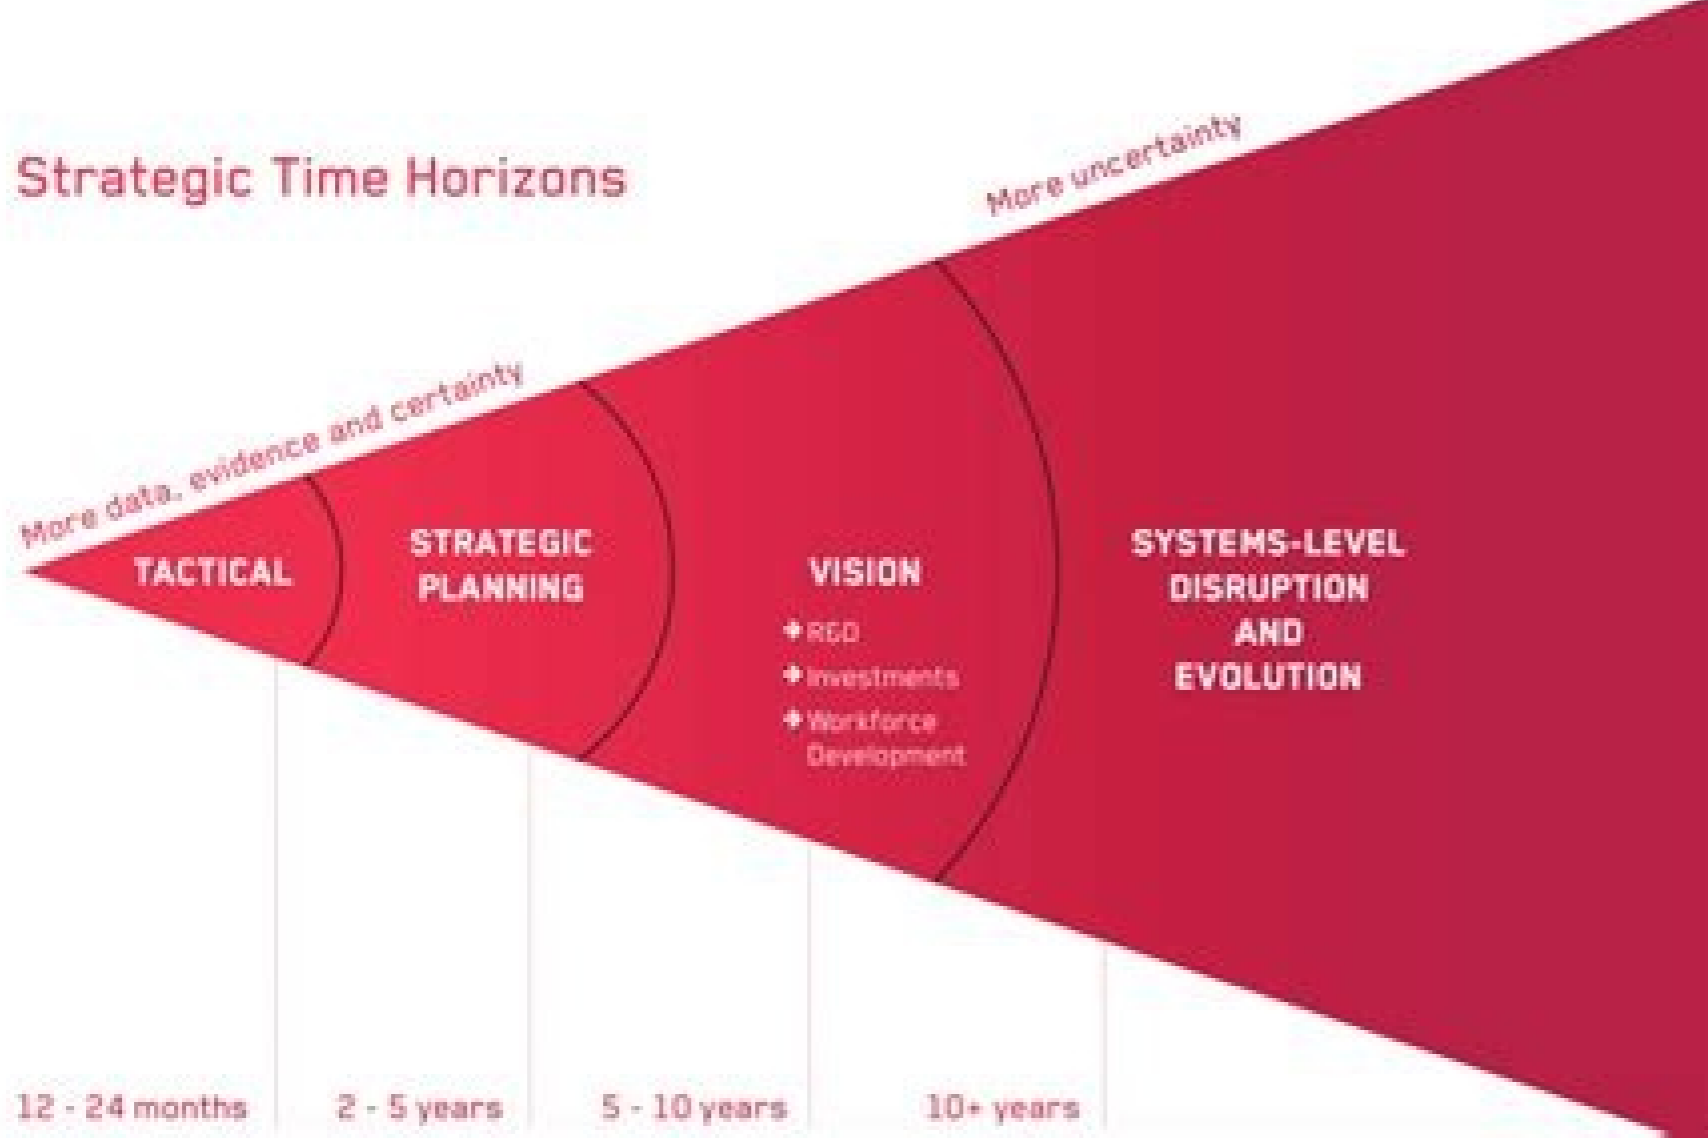 Strategic Time Horizons
More uncertainty
More data, evidence and certainty
TACTICAL
STRATEGIC
PLANNING
VISION
R&D
Investments
Workforce
Development
SYSTEMS-LEVEL
DISRUPTION
AND
EVOLUTION
12 - 24 months
2 - 5 years
5 - 10 years
10+ years